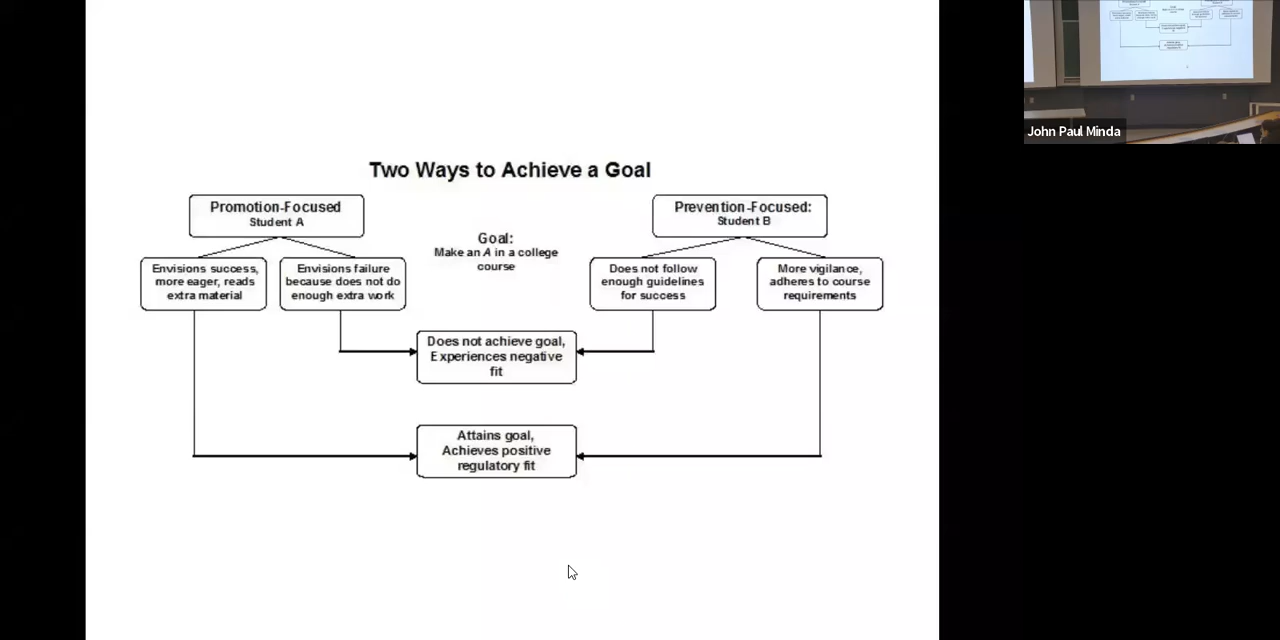 Two Ways to Achieve a Goal
Promotion-Focused
Student A
Prevention-Focused:
Student B
Goal:
Make an A in a college
course
Envisions success,
more eager, reads
extra material
Envisions failure
because does not do
enough extra work
Does not follow
enough guidelines
for success
More vigilance,
adheres to course
requirements
Does not achieve goal,
Experiences negative
fit
Attains goal,
Achieves positive
regulatory fit
John Paul Minda